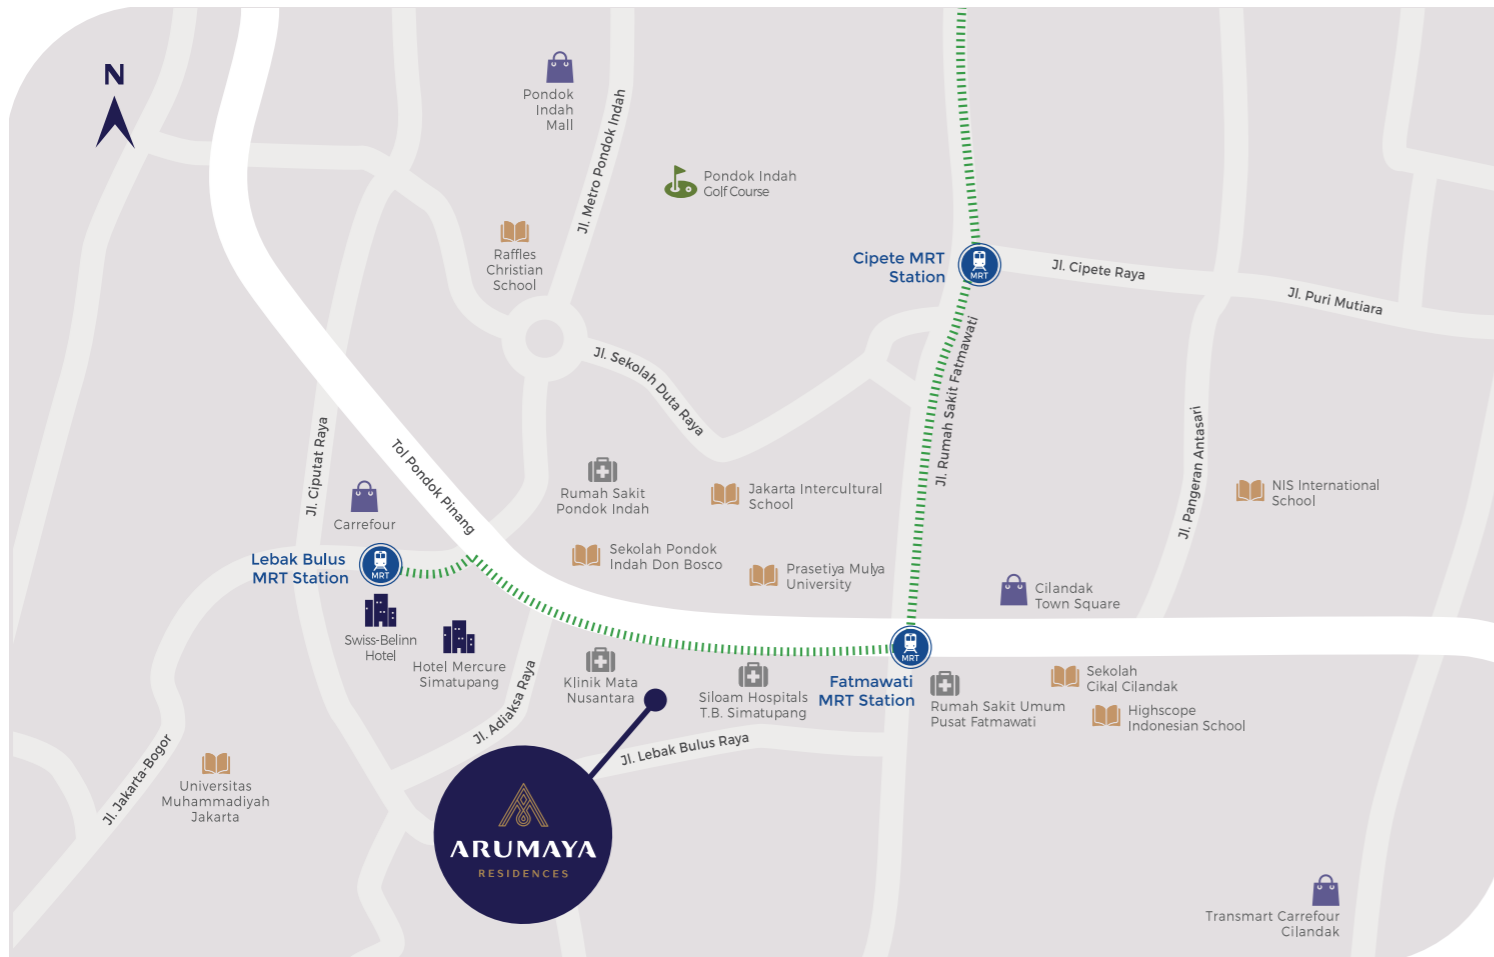 N
Pondok
Indah
Mall
Jl. Metro Pondok Indah
Pondok Indah
Golf Course
Raffles
Christian
School
Cipete MRT
Station
MRT
Jl. Cipete Raya
Jl. Puri Mutiara
Jl. Sekolah Duta Raya
Jl. Rumah Sakit Fatmawati
Jl. Ciputat Raya
Tol Pondok Pinang
Jl. Pangeran Antasari
Carrefour
Rumah Sakit
Pondok Indah
Jakarta Intercultural
School
NIS International
School
Lebak Bulus
MRT Station
MRT
Sekolah Pondok
Indah Don Bosco
Prasetiya Mulya
University
Cilandak
Town Square
Swiss-Belinn
Hotel
Hotel Mercure
Simatupang
Jl. Adiaksa Raya
Klinik Mata
Nusantara
Siloam Hospitals
T.B. Simatupang
MRT
Fatmawati
MRT Station
Rumah Sakit Umum
Pusat Fatmawati
Sekolah
Cikal Cilandak
Highscope
Indonesian School
Jl. Lebak Bulus Raya
Jl. Jakarta-Bogor
Universitas
Muhammadiyah
Jakarta
ARUMAYA
RESIDENCES
Transmart Carrefour
Cilandak